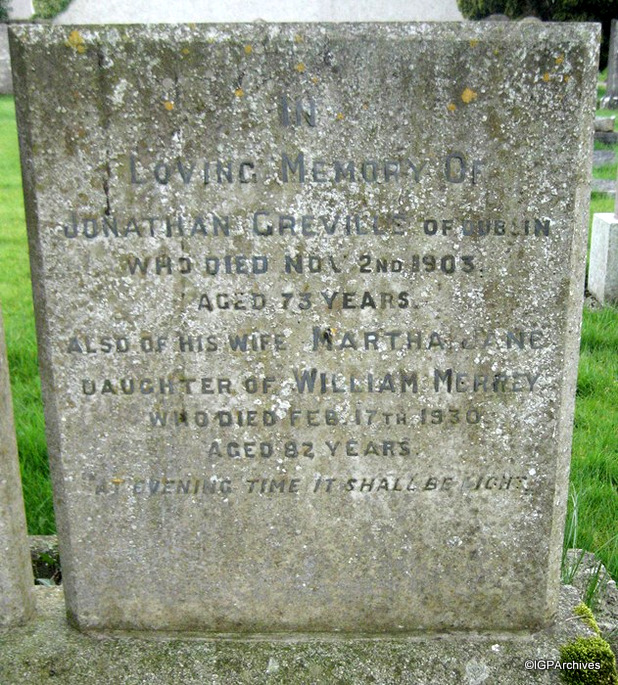 IN
LOVING MEMORY OF
JONATHAN GREVILLE OF DUBLIN
WHO DIED NOV 2ND 1903.
AGED 73 YEARS.
ALSO OF HIS WIFE MARTHA JANE
DAUGHTER OF WILLIAM MERREY
WHO DIED FEB. 17TH 1930.
AGED 82 YEARS.
"AT EVENING TIME IT SHALL BE LIGHT."
©IGPArchives